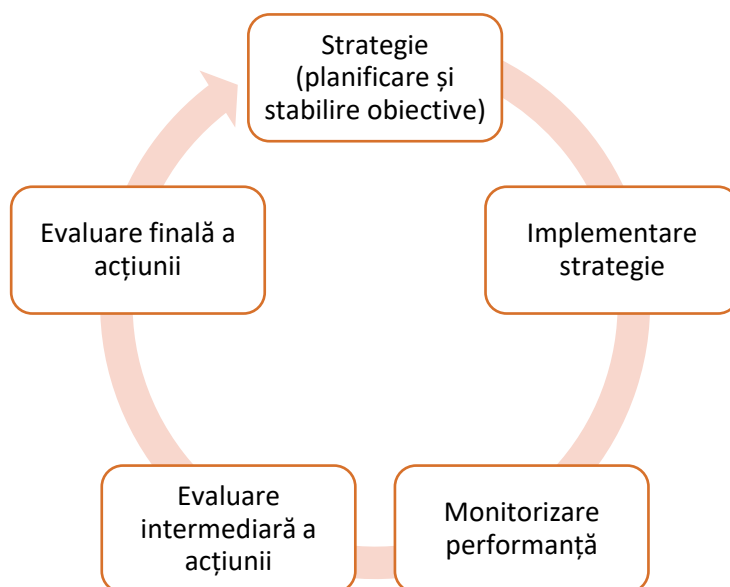 Strategie
(planificare și
stabilire obiective)
Implementare
strategie
Monitorizare
performanță
Evaluare
intermediară a
acțiunii
Evaluare finală a
acțiunii